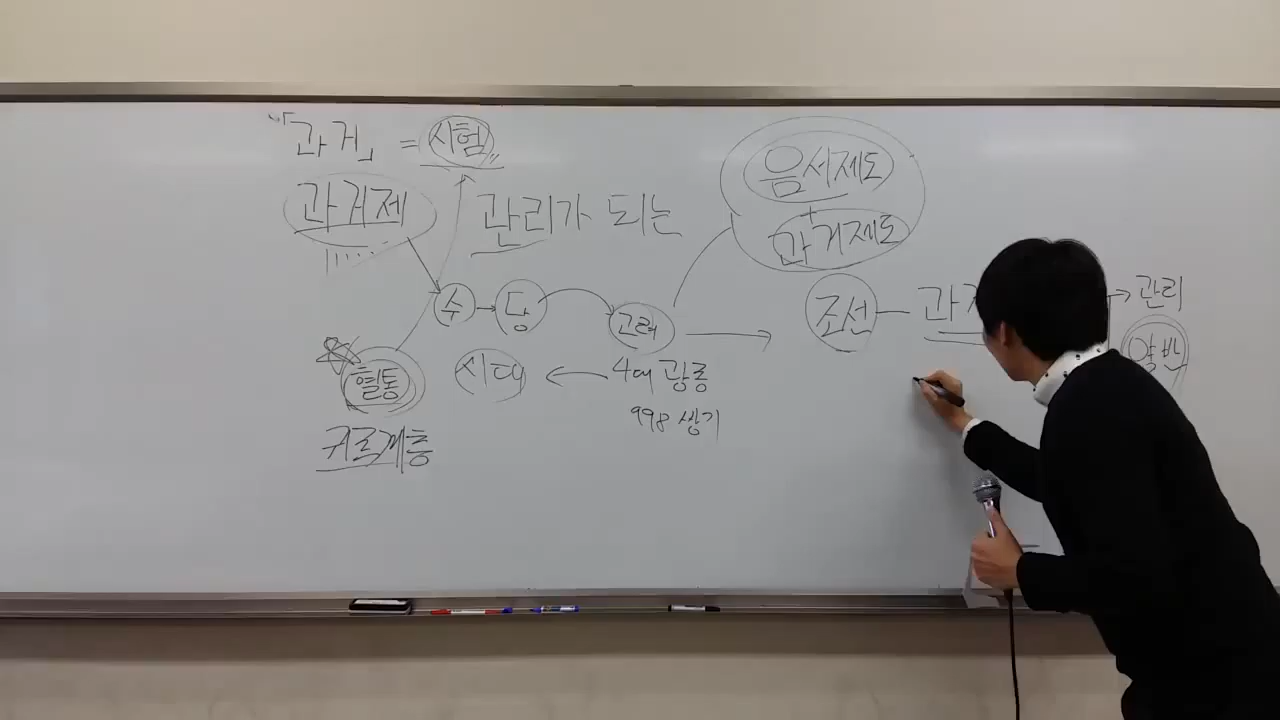 「과거」 = "시험"
과거제
관리가 되는
수 → 당
고려
음서제도
+
과거제도
조선 —
→ 관리
양반
혈통
시대 ← 4대 광종
998 생기
귀족계층